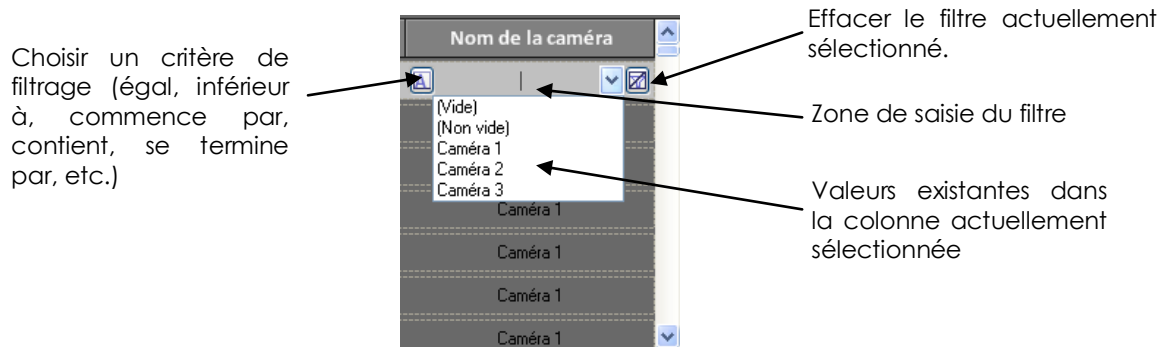 Choisir un critère de
filtrage (égal, inférieur
à, commence par,
contient, se termine
par, etc.)
Nom de la caméra
A
(Vide)
(Non vide)
Caméra 1
Caméra 2
Caméra 3
Caméra 1
Caméra 1
Caméra 1
Caméra 1
Effacer le filtre actuellement
sélectionné.
Zone de saisie du filtre
Valeurs existantes dans
la colonne actuellement
sélectionnée